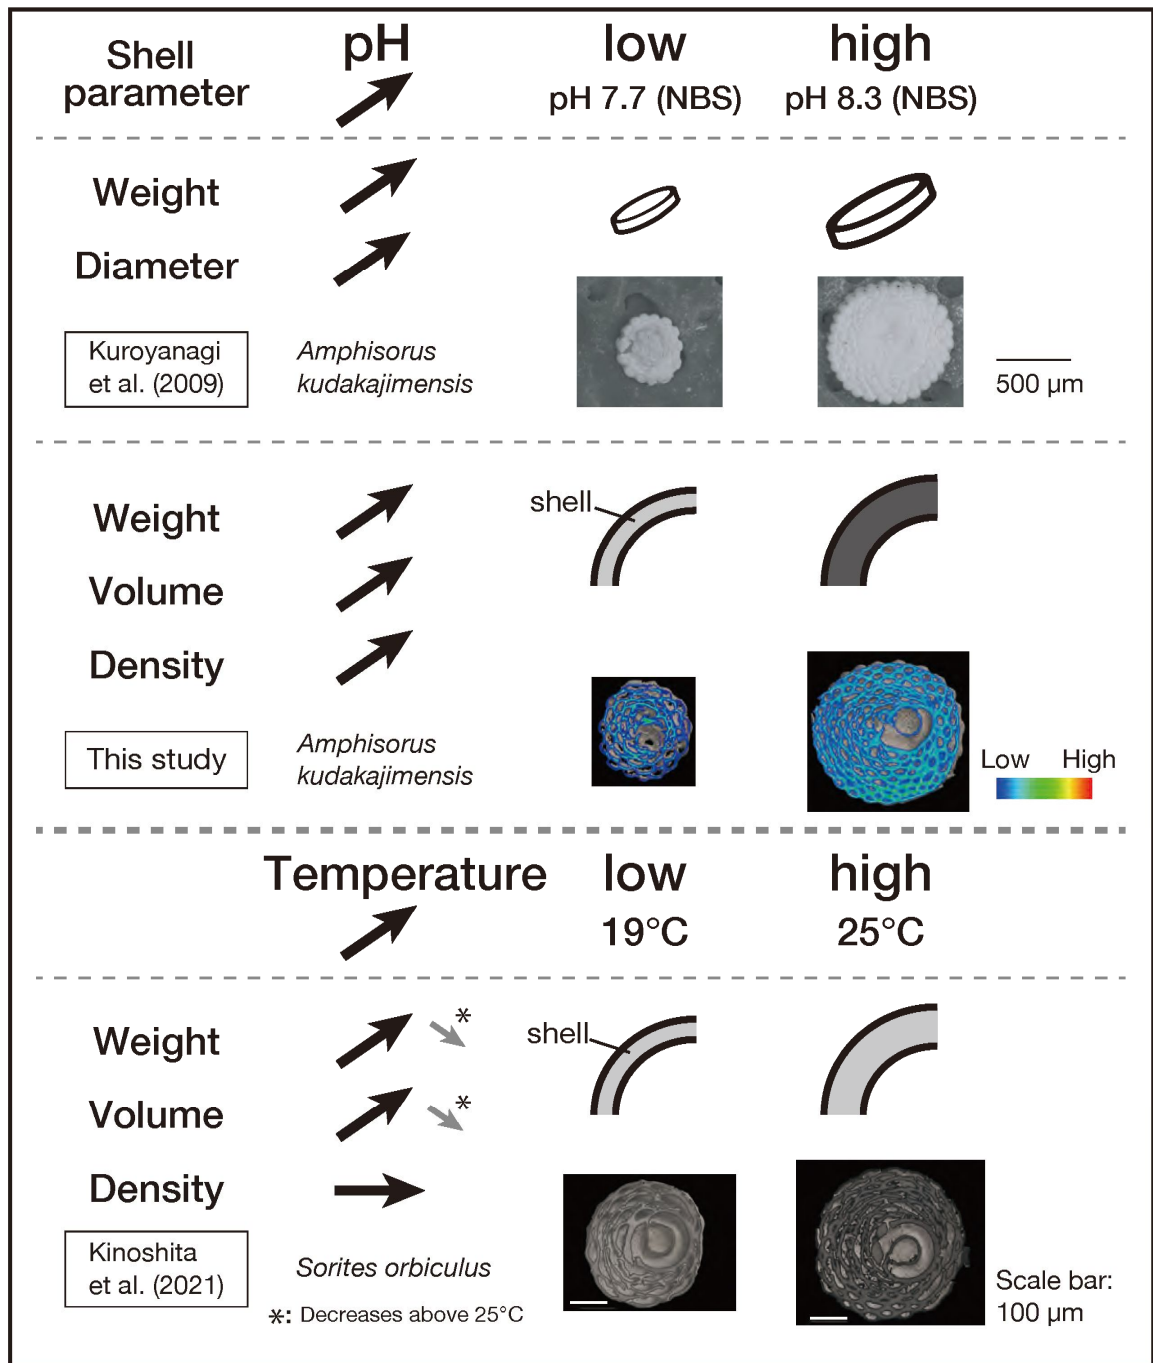 Shell
parameter
pH
low
high
pH 7.7 (NBS)
pH 8.3 (NBS)
Weight
Diameter
Kuroyanagi
et al. (2009)
Amphisorus
kudakajimensis
500 µm
Weight
Volume
Density
This study
Amphisorus
kudakajimensis
shell
Low High
Temperature
low
high
19°C
25°C
Weight
*
Volume
*
Density
Kinoshita
et al. (2021)
Sorites orbiculus
*: Decreases above 25°C
shell
Scale bar:
100 µm